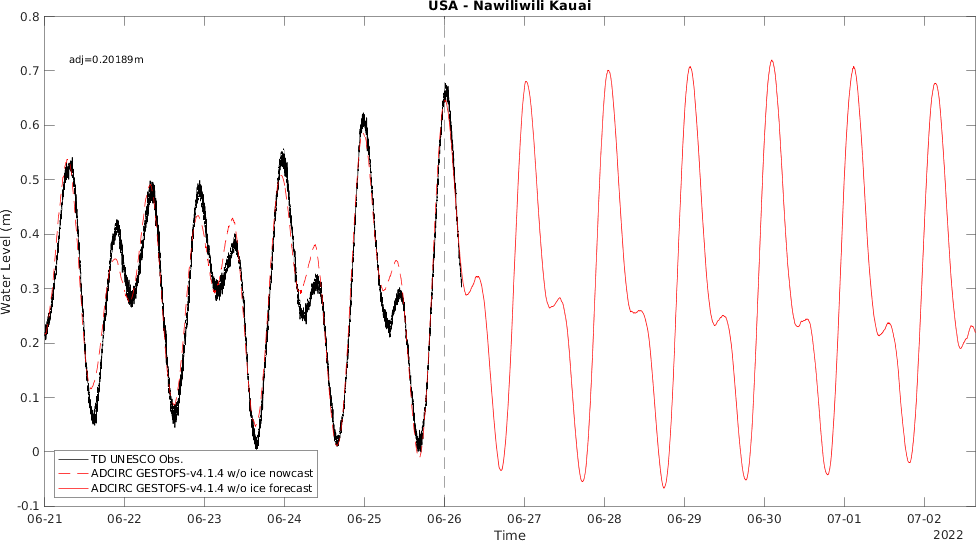 USA - Nawiliwili Kauai
adj=0.20189m
0.8
0.7
0.6
0.5
0.4
0.3
0.2
0.1
0
-0.1
Water Level (m)
TD UNESCO Obs.
ADCIRC GESTOFS-v4.1.4 w/o ice nowcast
ADCIRC GESTOFS-v4.1.4 w/o ice forecast
06-21 06-22 06-23 06-24 06-25 06-26 06-27 06-28 06-29 06-30 07-01 07-02
Time
2022